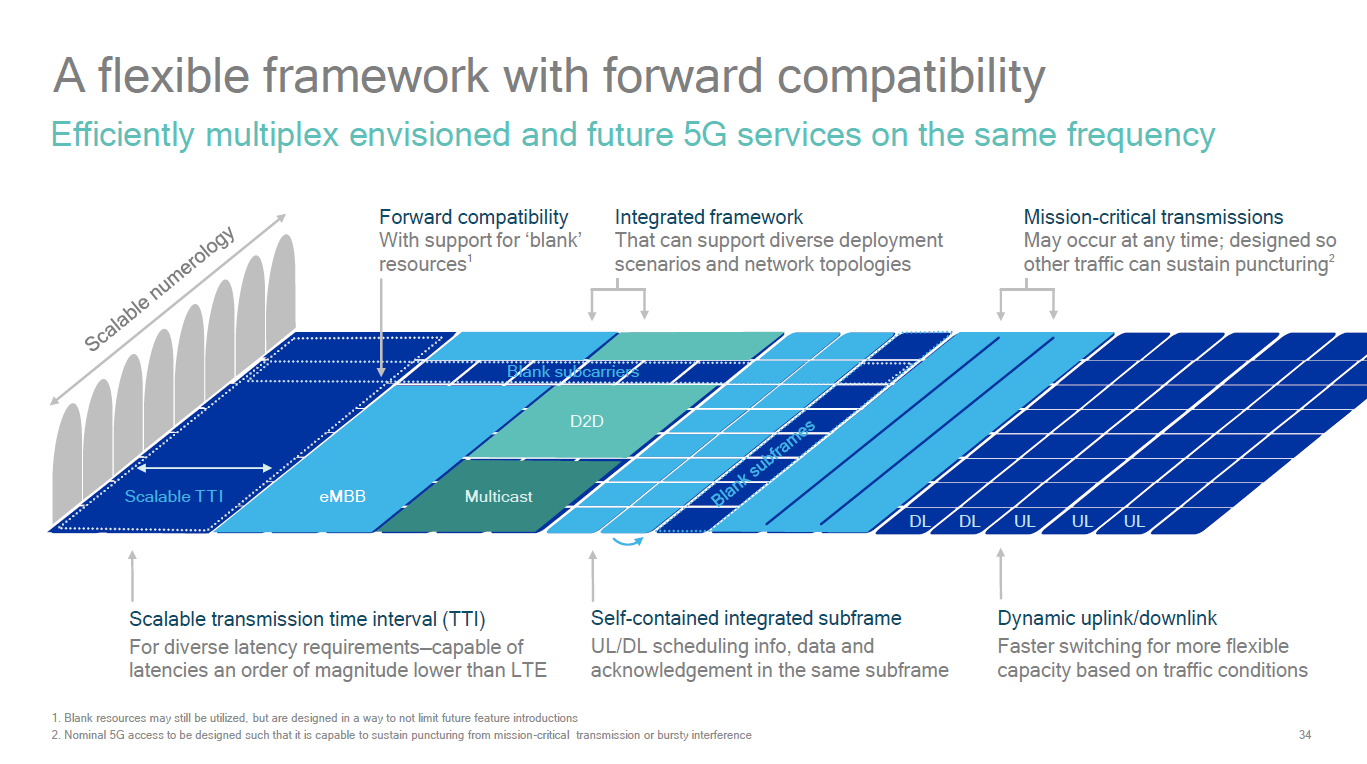 A flexible framework with forward compatibility
Efficiently multiplex envisioned and future 5G services on the same frequency
Scalable numerology
Forward compatibility
With support for ‘blank’
resources1
Integrated framework
That can support diverse deployment
scenarios and network topologies
Mission-critical transmissions
May occur at any time; designed so
other traffic can sustain puncturing2
Blank subcarriers
D2D
Blank subframes
Scalable TTI
eMBB
Multicast
DL DL UL UL UL
Scalable transmission time interval (TTI)
For diverse latency requirements—capable of
latencies an order of magnitude lower than LTE
Self-contained integrated subframe
UL/DL scheduling info, data and
acknowledgement in the same subframe
Dynamic uplink/downlink
Faster switching for more flexible
capacity based on traffic conditions
1. Blank resources may still be utilized, but are designed in a way to not limit future feature introductions
2. Nominal 5G access to be designed such that it is capable to sustain puncturing from mission-critical transmission or bursty interference
34